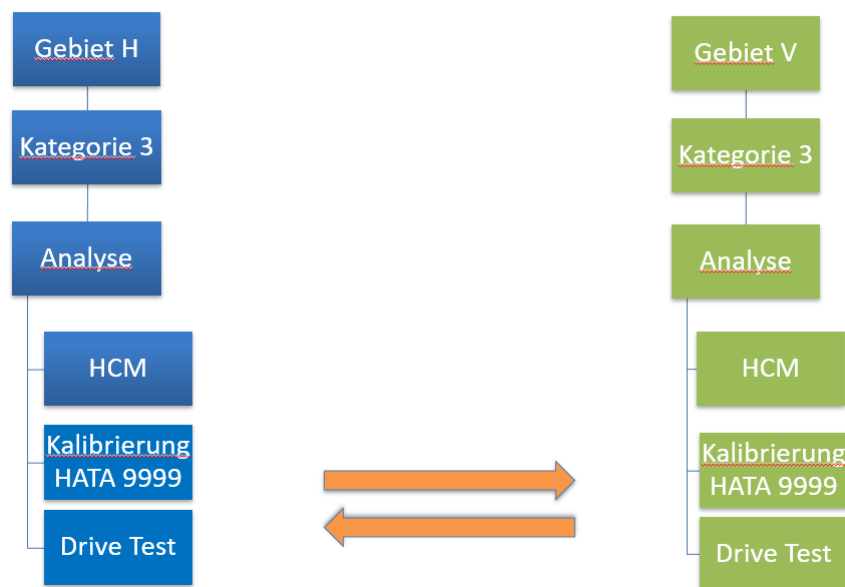 Gebiet H
Kategorie 3
Analyse
HCM
Kalibrierung
HATA 9999
Drive Test
Gebiet V
Kategorie 3
Analyse
HCM
Kalibrierung
HATA 9999
Drive Test